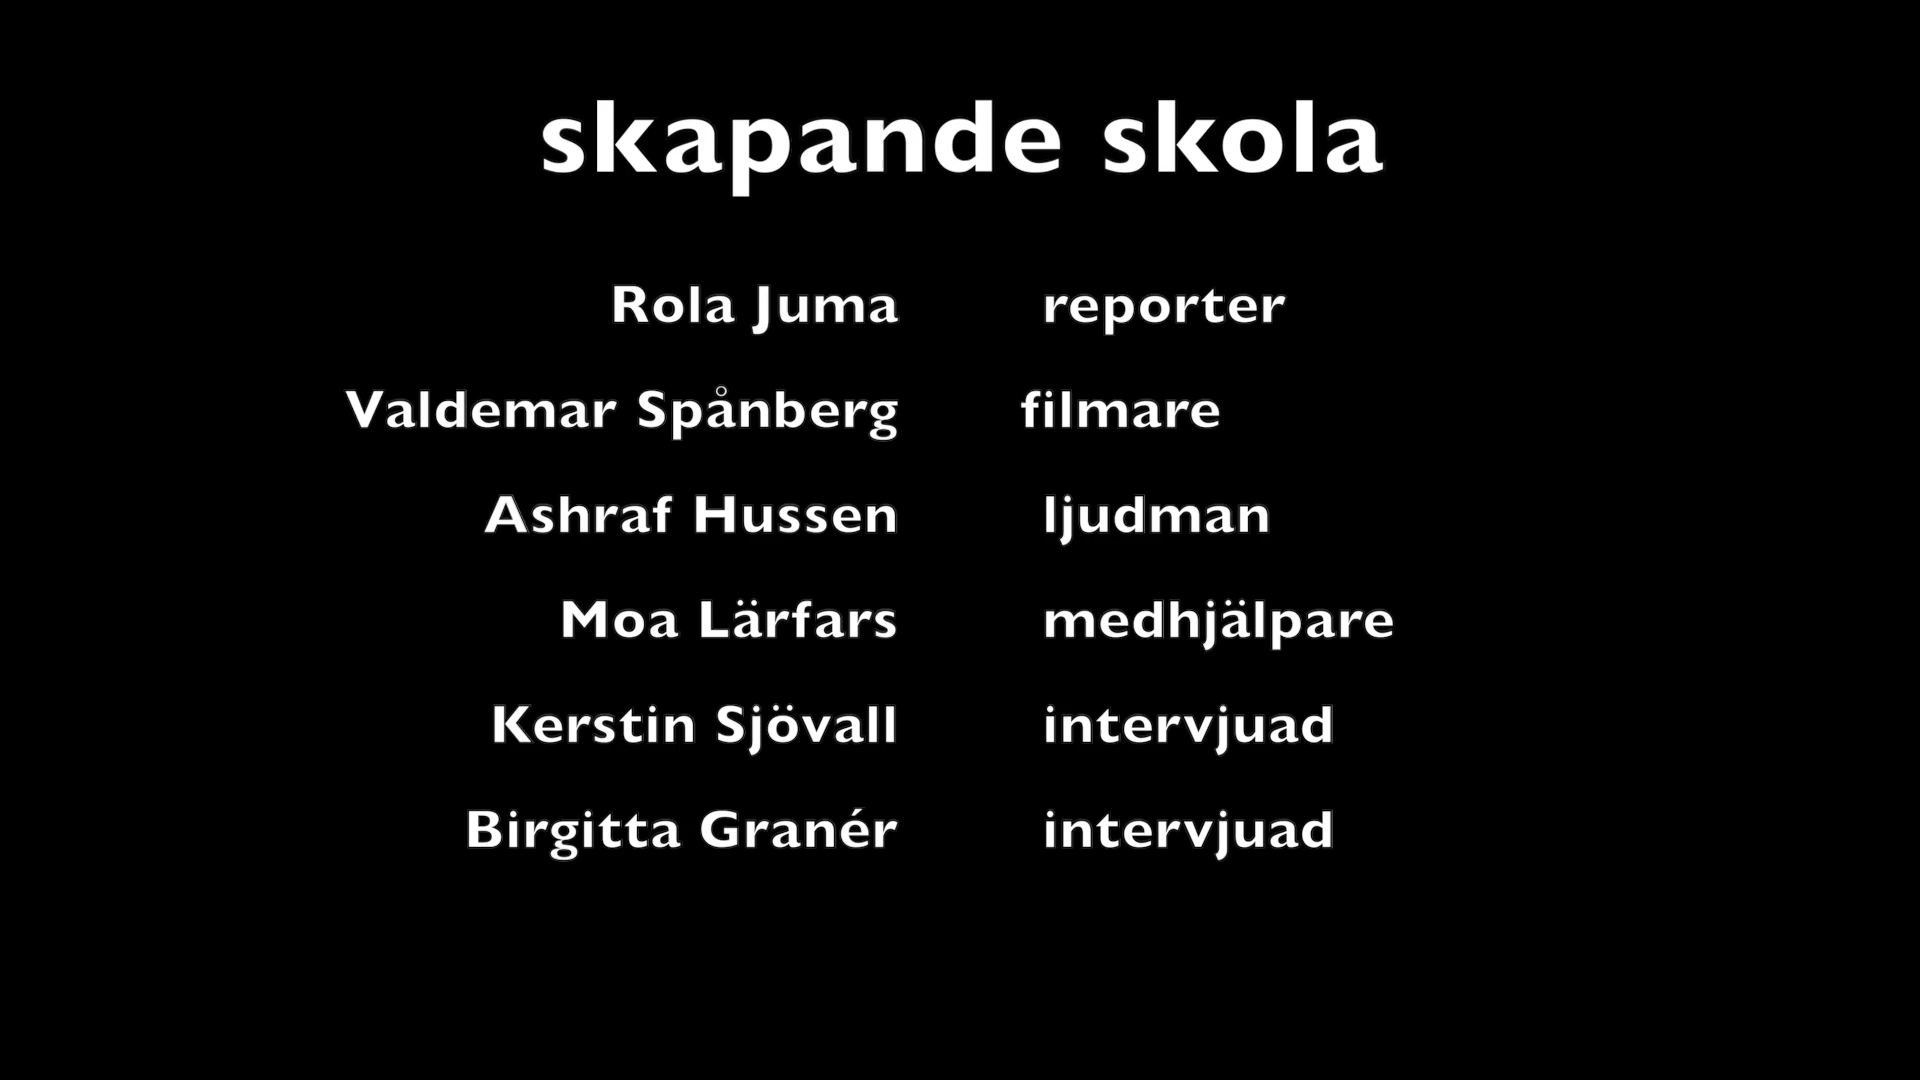 skapande skola
Rola Juma reporter
Valdemar Spånberg filmare
Ashraf Hussen ljudman
Moa Lärfars medhjälpare
Kerstin Sjövall intervjuad
Birgitta Granér intervjuad